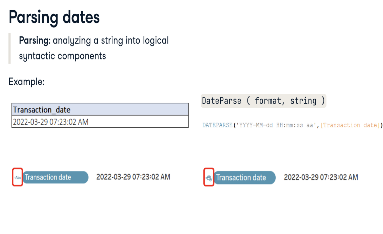 Parsing dates
Parsing: analyzing a string into logical
syntactic components
Example:
Transaction_date
2022-03-29 07:23:02 AM
DateParse ( format, string )
Transaction date
2022-03-29 07:23:02 AM
Transaction date
2022-03-29 07:23:02 AM